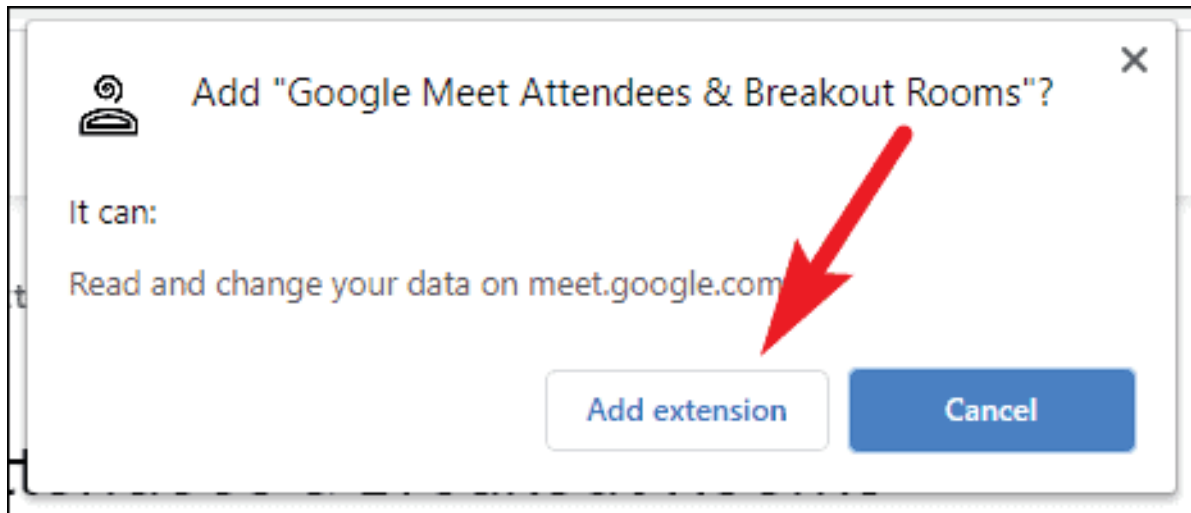 Add "Google Meet Attendees & Breakout Rooms"?
It can:
Read and change your data on meet.google.com
Add extension
Cancel